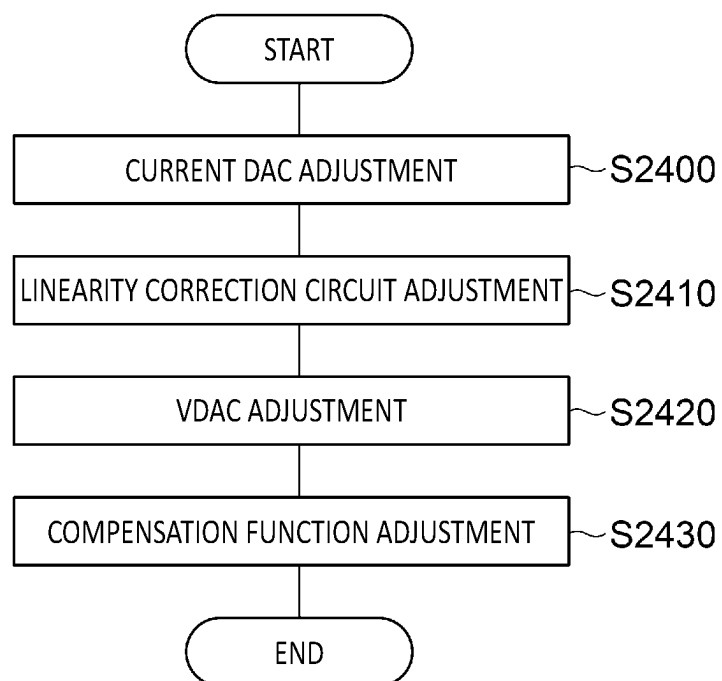 START
CURRENT DAC ADJUSTMENT
S2400
LINEARITY CORRECTION CIRCUIT ADJUSTMENT
S2410
VDAC ADJUSTMENT
S2420
COMPENSATION FUNCTION ADJUSTMENT
S2430
END